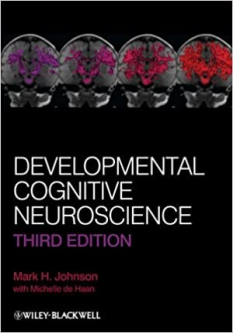 DEVELOPMENTAL
COGNITIVE
NEUROSCIENCE
THIRD EDITION
Mark H. Johnson
with Michelle de Haan
WILEY-BLACKWELL